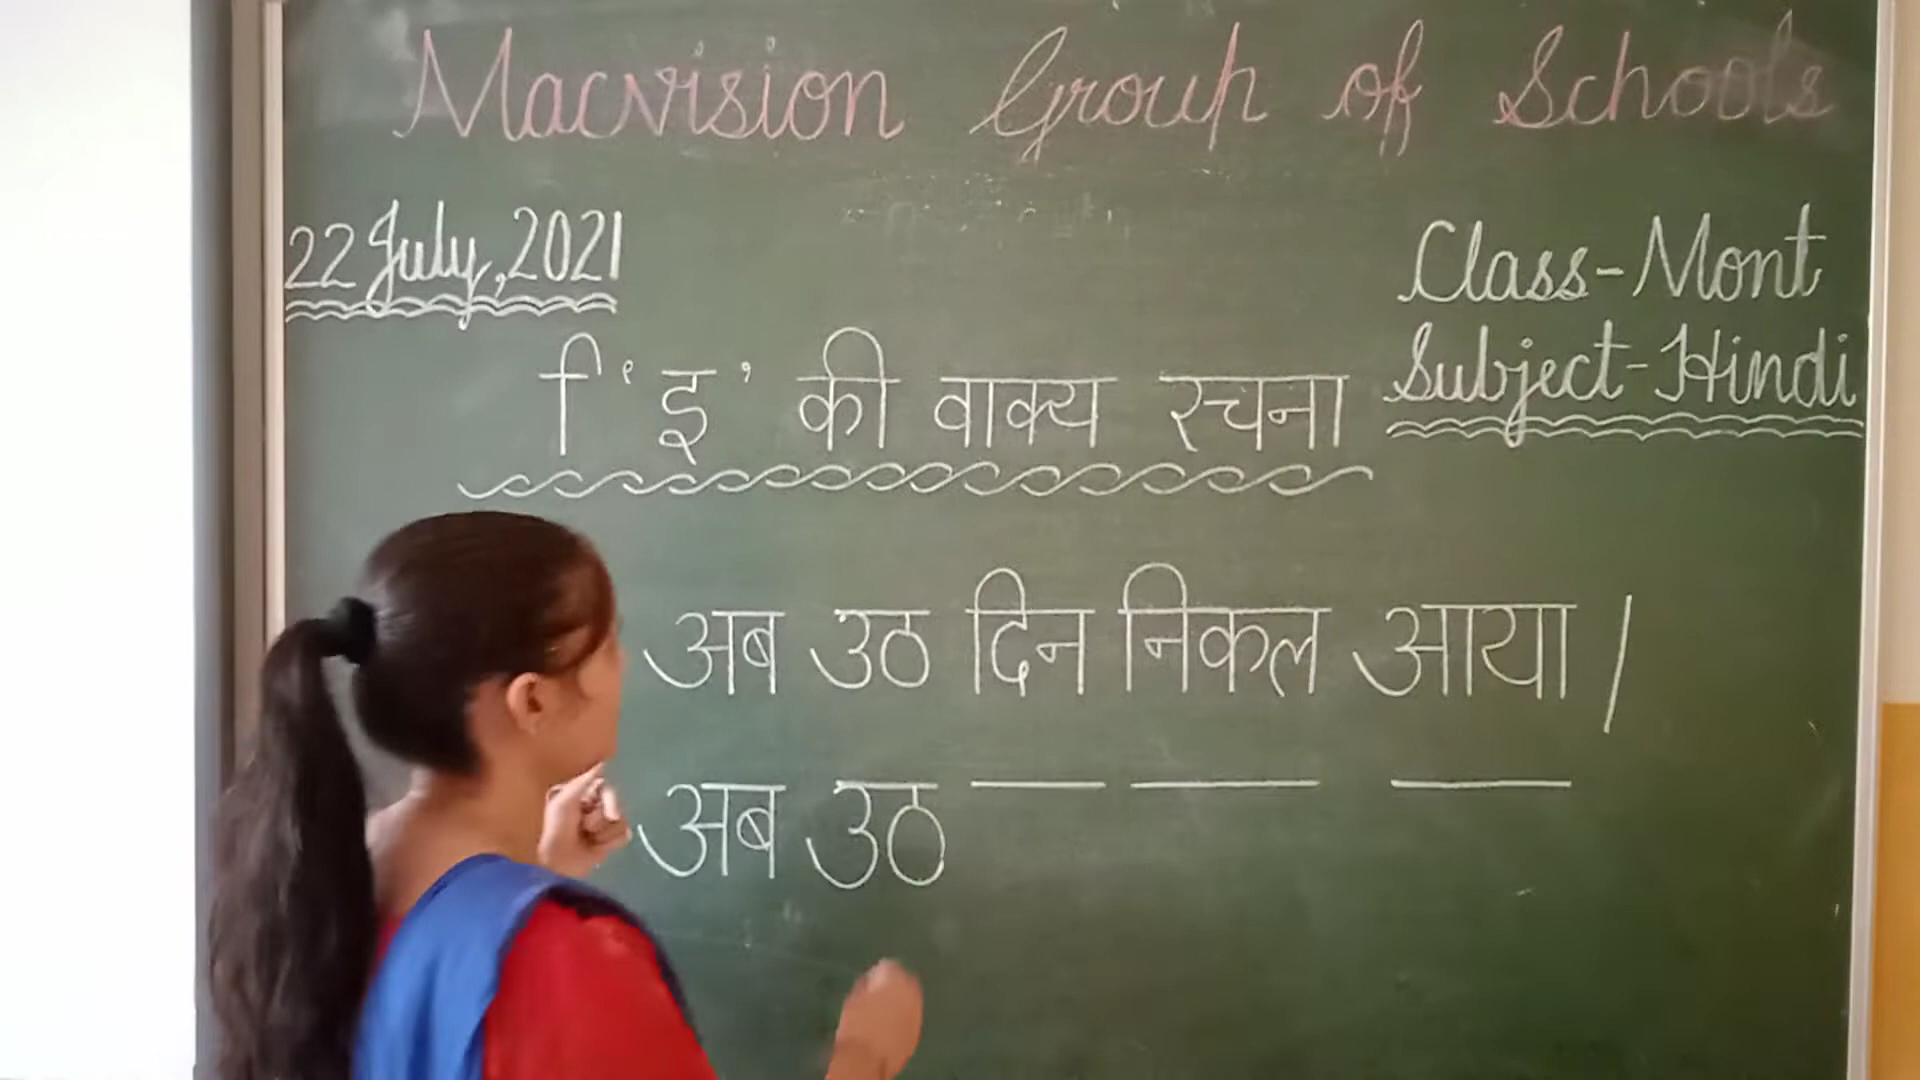 Macvision Group of Schools
22 July, 2021
Class-Mont
Subject-Hindi
ि ‘इ’ की वाक्य रचना
अब उठ दिन निकल आया /
अब उठ — — —